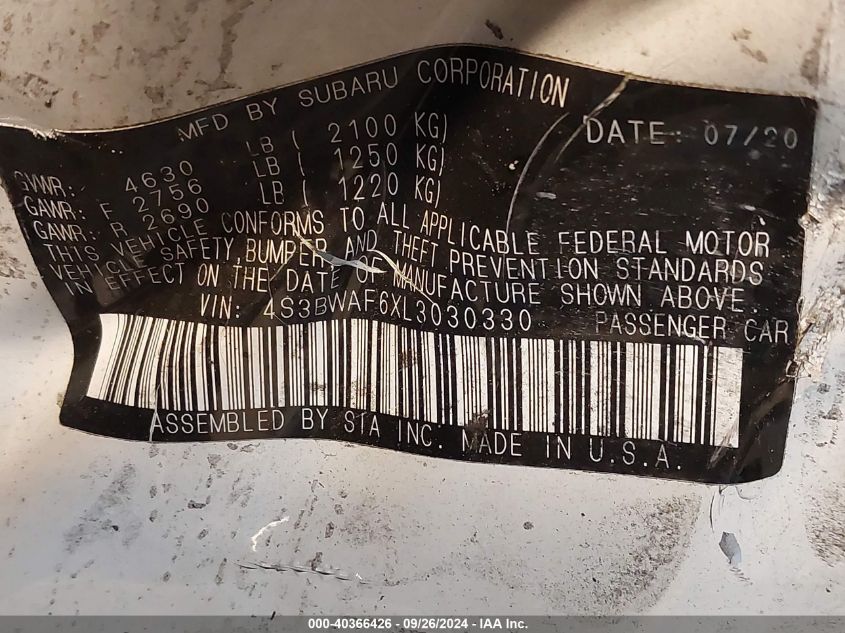 MFD BY SUBARU CORPORATION
DATE: 07/20
GVWR: 4630 LB ( 2100 KG)
GAWR: F 2756 LB ( 1250 KG)
GAWR: R 2690 LB ( 1220 KG)
THIS VEHICLE CONFORMS TO ALL APPLICABLE FEDERAL MOTOR
VEHICLE SAFETY, BUMPER AND THEFT PREVENTION STANDARDS
IN EFFECT ON THE DATE OF MANUFACTURE SHOWN ABOVE.
VIN: 4S3BWAF6XL3030330 PASSENGER CAR
ASSEMBLED BY STA INC. MADE IN U.S.A.
000-40366426 - 09/26/2024 - IAA Inc.